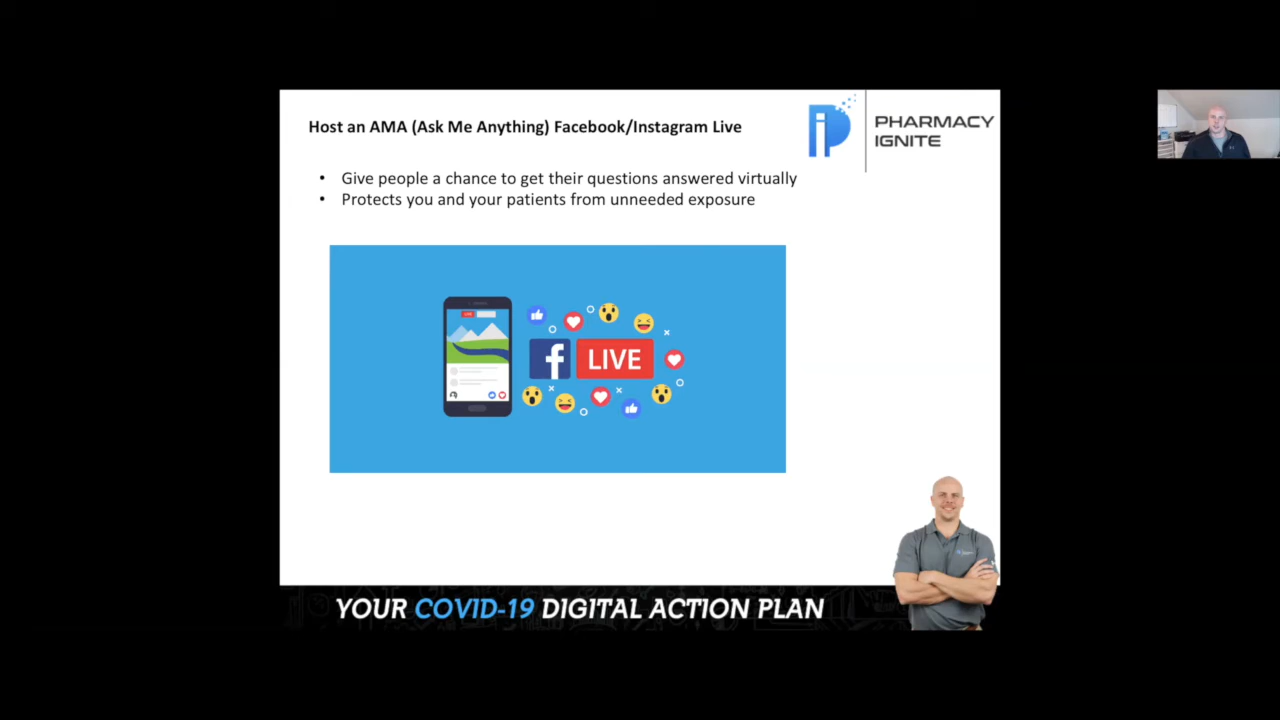 Host an AMA (Ask Me Anything) Facebook/Instagram Live
PHARMACY
IGNITE
• Give people a chance to get their questions answered virtually
• Protects you and your patients from unneeded exposure
LIVE
f LIVE
YOUR COVID-19 DIGITAL ACTION PLAN